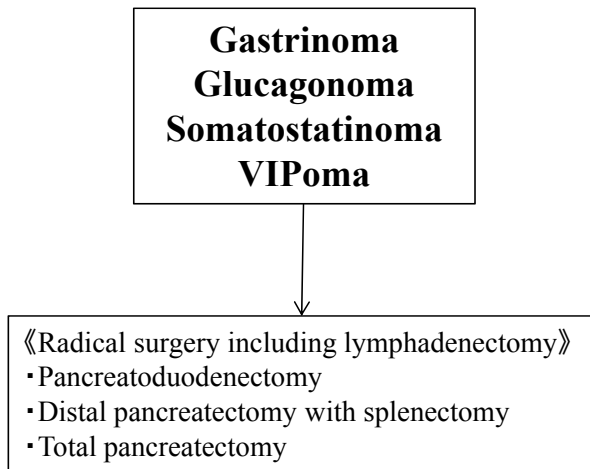 Gastrinoma
Glucagonoma
Somatostatinoma
VIPoma
《Radical surgery including lymphadenectomy》
・Pancreatoduodenectomy
・Distal pancreatectomy with splenectomy
・Total pancreatectomy